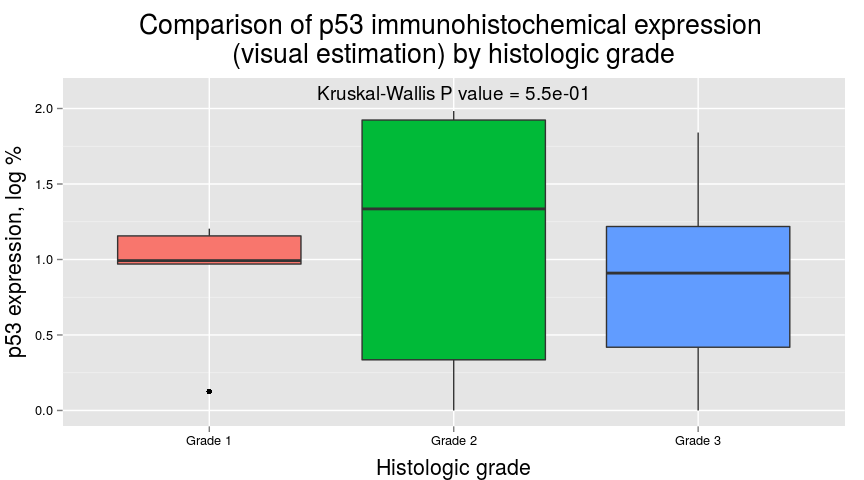 Comparison of p53 immunohistochemical expression
(visual estimation) by histologic grade
Kruskal-Wallis P value = 5.5e-01
p53 expression, log %
2.0
1.5
1.0
0.5
0.0
Grade 1
Grade 2
Grade 3
Histologic grade